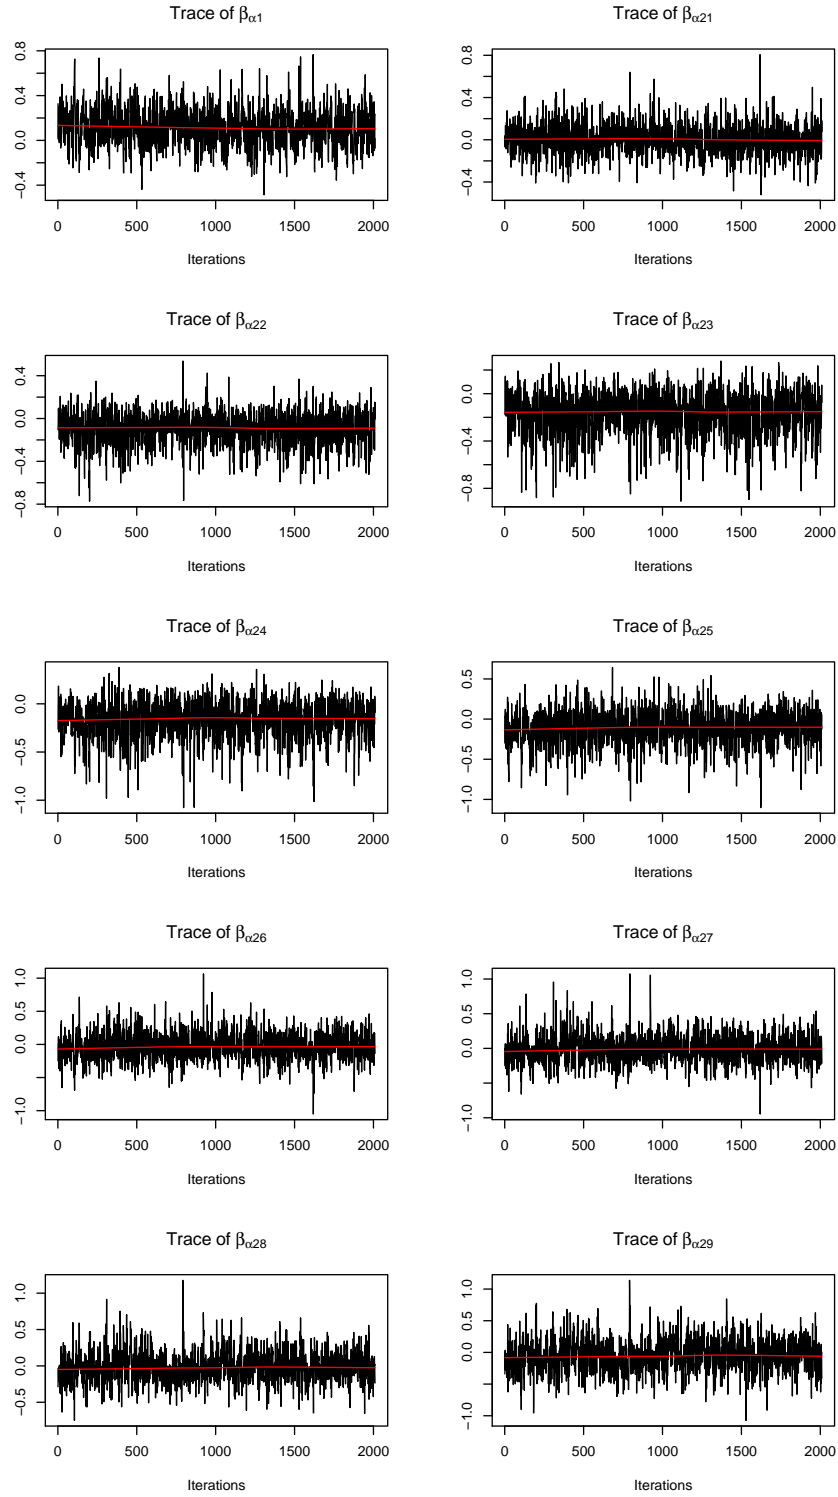 Trace of βα1
−0.4 0.0 0.4 0.8
0 500 1000 1500 2000
Iterations
Trace of βα21
−0.4 0.0 0.4 0.8
0 500 1000 1500 2000
Iterations
Trace of βα22
−0.8 −0.4 0.0 0.4
0 500 1000 1500 2000
Iterations
Trace of βα23
−0.8 −0.4 0.0
0 500 1000 1500 2000
Iterations
Trace of βα24
−1.0 −0.5 0.0
0 500 1000 1500 2000
Iterations
Trace of βα25
−1.0 −0.5 0.0 0.5
0 500 1000 1500 2000
Iterations
Trace of βα26
−1.0 0.0 0.5 1.0
0 500 1000 1500 2000
Iterations
Trace of βα27
−1.0 0.0 0.5 1.0
0 500 1000 1500 2000
Iterations
Trace of βα28
−0.5 0.0 0.5 1.0
0 500 1000 1500 2000
Iterations
Trace of βα29
−1.0 0.0 0.5 1.0
0 500 1000 1500 2000
Iterations